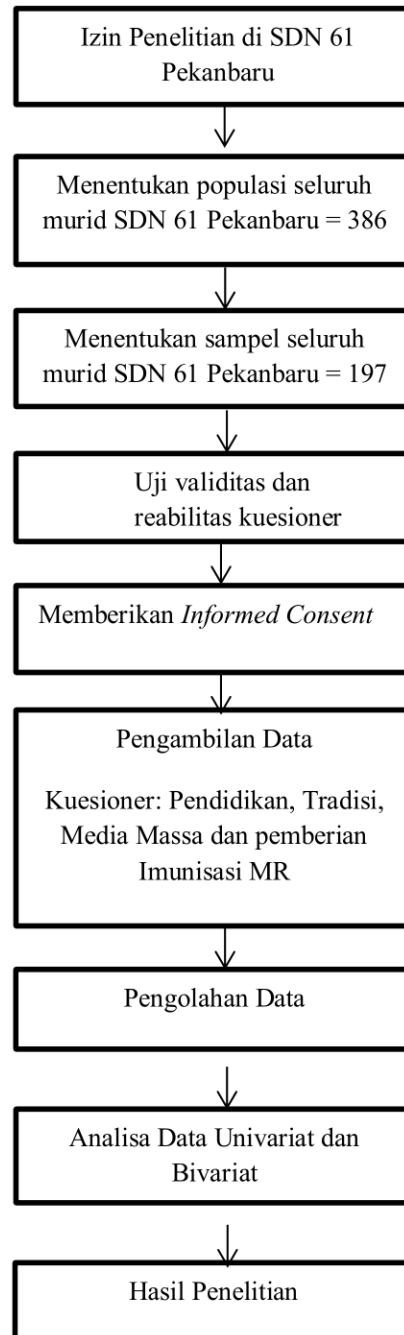 Izin Penelitian di SDN 61
Pekanbaru
Menentukan populasi seluruh
murid SDN 61 Pekanbaru = 386
Menentukan sampel seluruh
murid SDN 61 Pekanbaru = 197
Uji validitas dan
reabilitas kuesioner
Memberikan Informed Consent
Pengambilan Data
Kuesioner: Pendidikan, Tradisi,
Media Massa dan pemberian
Imunisasi MR
Pengolahan Data
Analisa Data Univariat dan
Bivariat
Hasil Penelitian